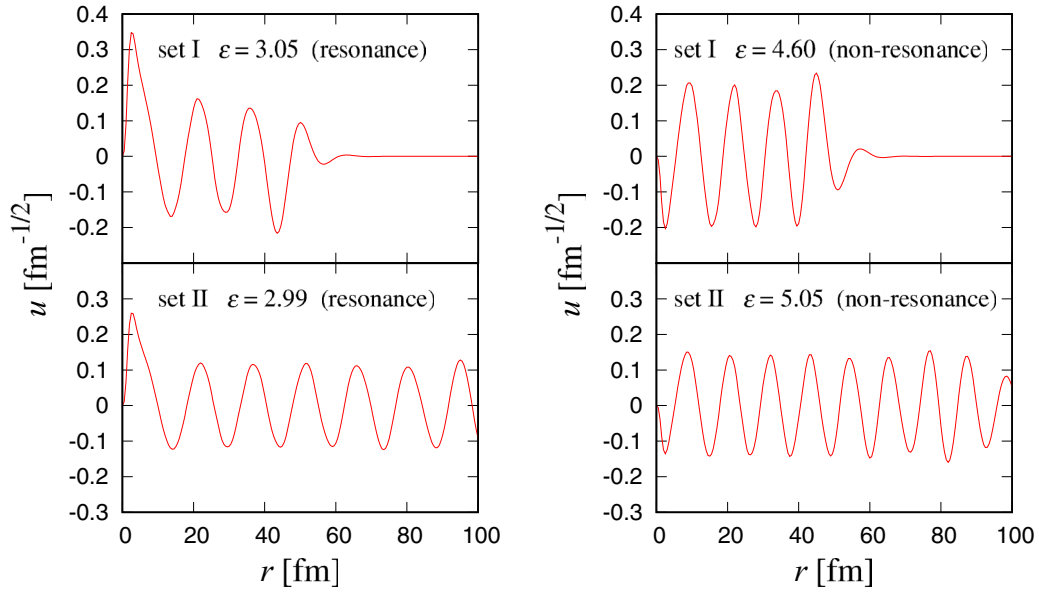 0.4
0.3
0.2
0.1
0
-0.1
-0.2
set I ε = 3.05 (resonance)
u [fm-1/2]
0.3
0.2
0.1
0
-0.1
-0.2
-0.3
set II ε = 2.99 (resonance)
0 20 40 60 80 100
r [fm]
0.4
0.3
0.2
0.1
0
-0.1
-0.2
set I ε = 4.60 (non-resonance)
u [fm-1/2]
0.3
0.2
0.1
0
-0.1
-0.2
-0.3
set II ε = 5.05 (non-resonance)
0 20 40 60 80 100
r [fm]